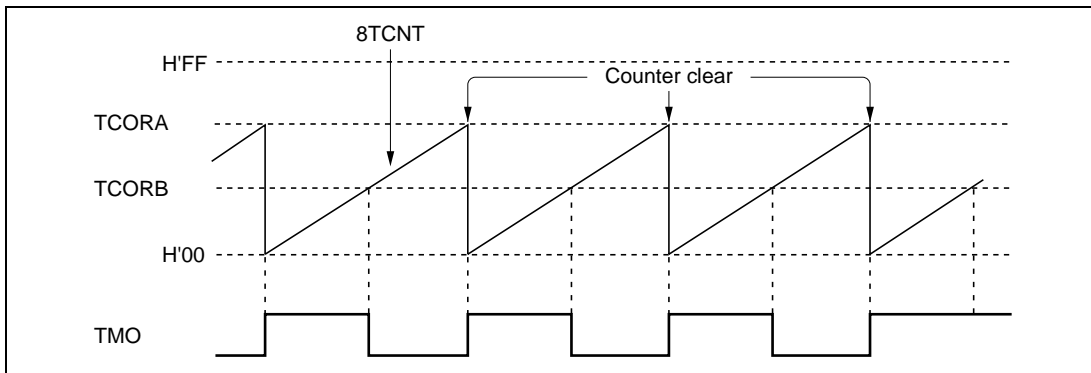 8TCNT
H'FF
Counter clear
TCORA
TCORB
H'00
TMO